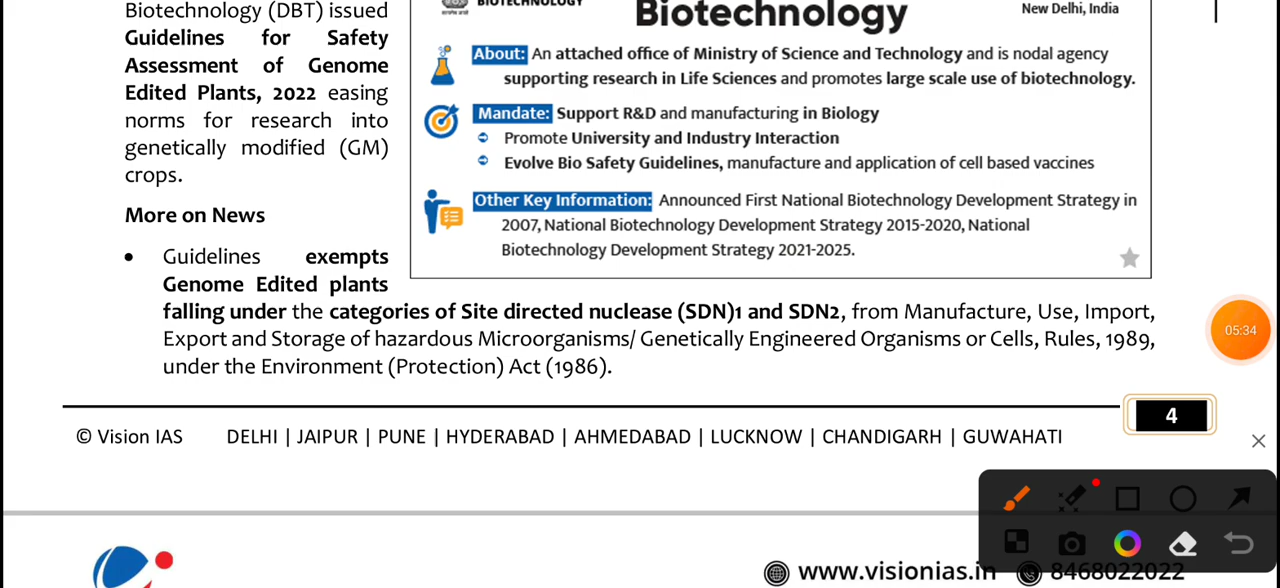 Biotechnology (DBT) issued
Guidelines for Safety
Assessment of Genome
Edited Plants, 2022 easing
norms for research into
genetically modified (GM)
crops.
More on News
BIOTECHNOLOGY
Biotechnology
New Delhi, India
About: An attached office of Ministry of Science and Technology and is nodal agency
supporting research in Life Sciences and promotes large scale use of biotechnology.
Mandate: Support R&D and manufacturing in Biology
Promote University and Industry Interaction
Evolve Bio Safety Guidelines, manufacture and application of cell based vaccines
Other Key Information: Announced First National Biotechnology Development Strategy in
2007, National Biotechnology Development Strategy 2015-2020, National
Biotechnology Development Strategy 2021-2025.
• Guidelines exempts
Genome Edited plants
falling under the categories of Site directed nuclease (SDN)1 and SDN2, from Manufacture, Use, Import,
Export and Storage of hazardous Microorganisms/ Genetically Engineered Organisms or Cells, Rules, 1989,
under the Environment (Protection) Act (1986).
05:34
4
© Vision IAS DELHI | JAIPUR | PUNE | HYDERABAD | AHMEDABAD | LUCKNOW | CHANDIGARH | GUWAHATI
www.visionias.in 8468022022